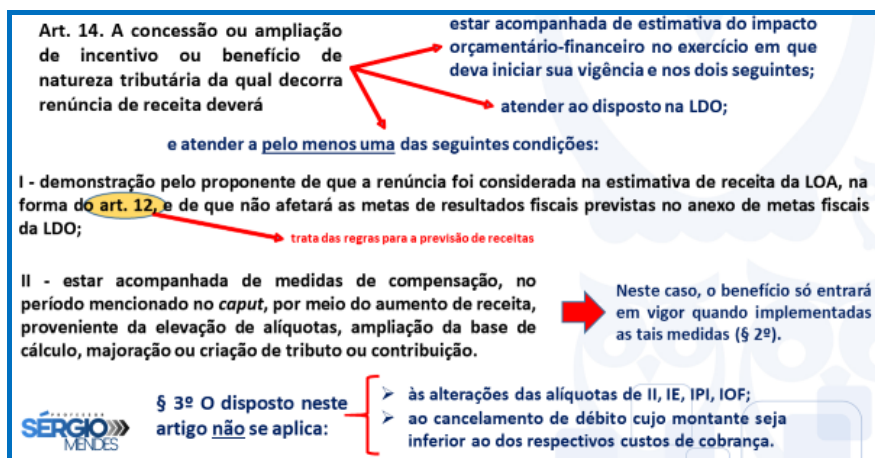 Art. 14. A concessão ou ampliação
de incentivo ou benefício de
natureza tributária da qual decorra
renúncia de receita deverá
estar acompanhada de estimativa do impacto
orçamentário-financeiro no exercício em que
deva iniciar sua vigência e nos dois seguintes;
atender ao disposto na LDO;
e atender a pelo menos uma das seguintes condições:
I - demonstração pelo proponente de que a renúncia foi considerada na estimativa de receita da LOA, na
forma do art. 12, e de que não afetará as metas de resultados fiscais previstas no anexo de metas fiscais
da LDO;
trata das regras para a previsão de receitas
II - estar acompanhada de medidas de compensação, no
período mencionado no caput, por meio do aumento de receita,
proveniente da elevação de alíquotas, ampliação da base de
cálculo, majoração ou criação de tributo ou contribuição.
Neste caso, o benefício só entrará
em vigor quando implementadas
as tais medidas (§ 2º).
§ 3º O disposto neste
artigo não se aplica:
➢ às alterações das alíquotas de II, IE, IPI, IOF;
➢ ao cancelamento de débito cujo montante seja
inferior ao dos respectivos custos de cobrança.
PROFESSOR
SÉRGIO
MENDES